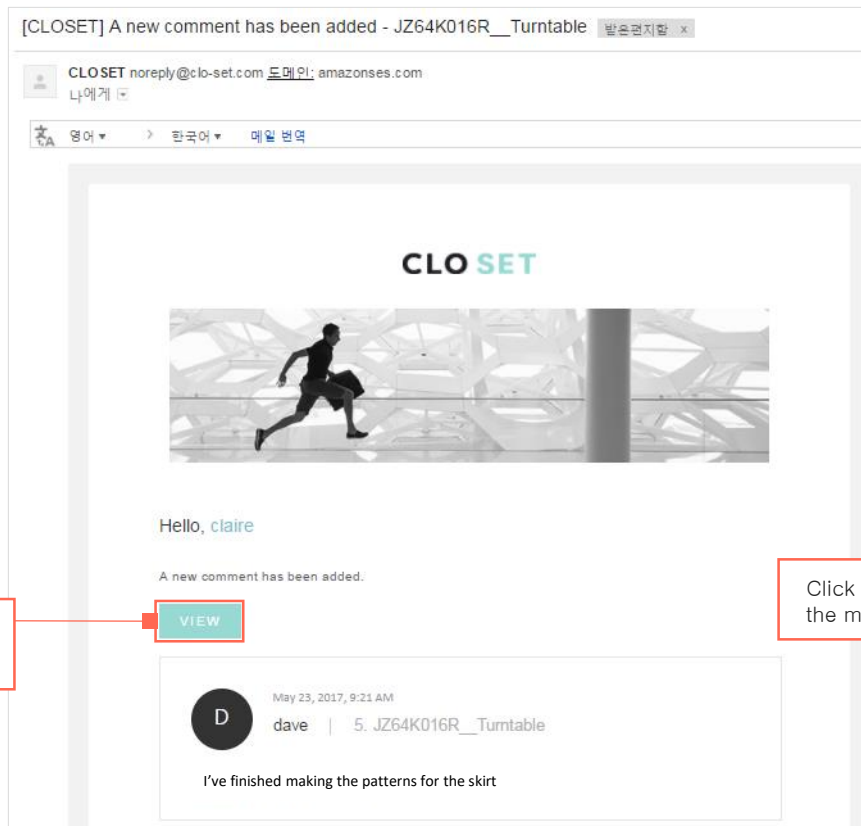 [CLOSET] A new comment has been added - JZ64K016R__Turntable 받은편지함 x
CLOSET noreply@clo-set.com 도메인: amazonses.com
나에게
영어 > 한국어 메일 번역
CLO SET
Hello, claire
A new comment has been added.
Click
the m
VIEW
May 23, 2017, 9:21 AM
D
dave | 5. JZ64K016R__Turntable
I've finished making the patterns for the skirt